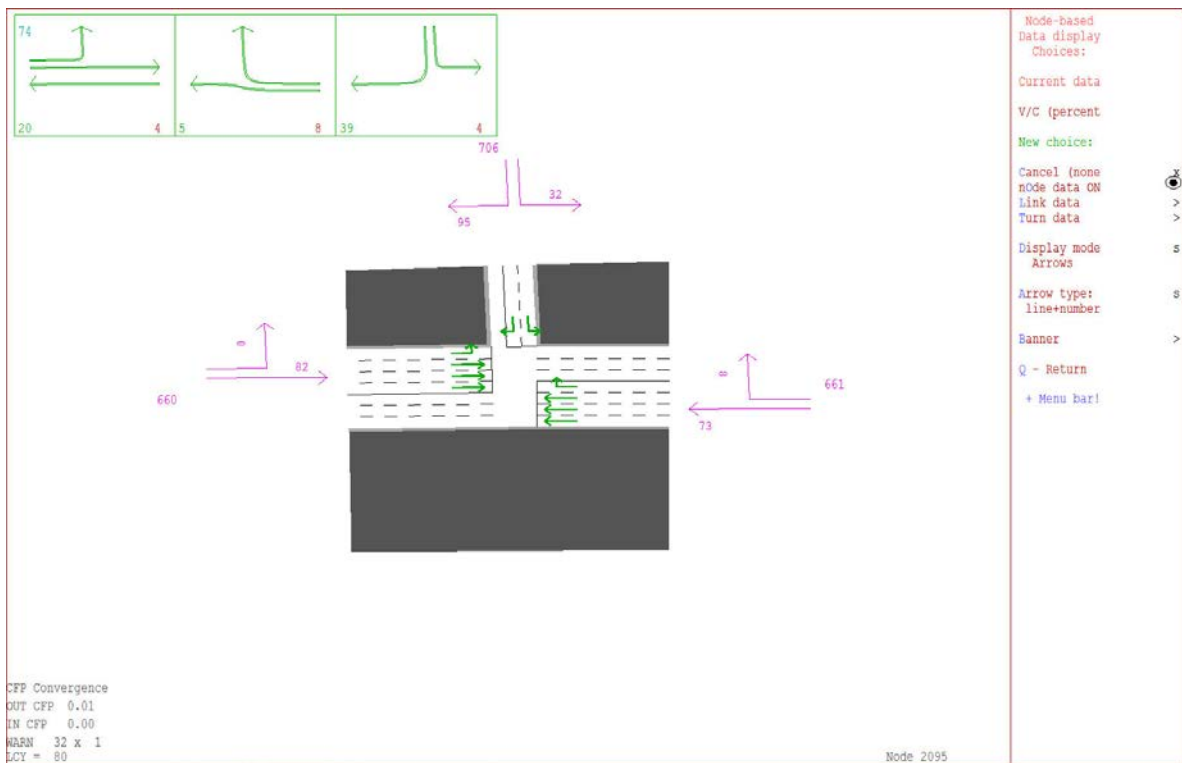 74
20 4 5 8 39 4
706
32
95
0
82
660
0
661
73
Node-based
Data display
Choices:
Current data
V/C (percent
New choice:
Cancel (none x
nOde data ON
Link data >
Turn data >
Display mode s
Arrows
Arrow type: s
line+number
Banner >
Q - Return
+ Menu bar!
CFP Convergence
OUT CFP 0.01
IN CFP 0.00
WARN 32 x 1
LCY = 80
Node 2095